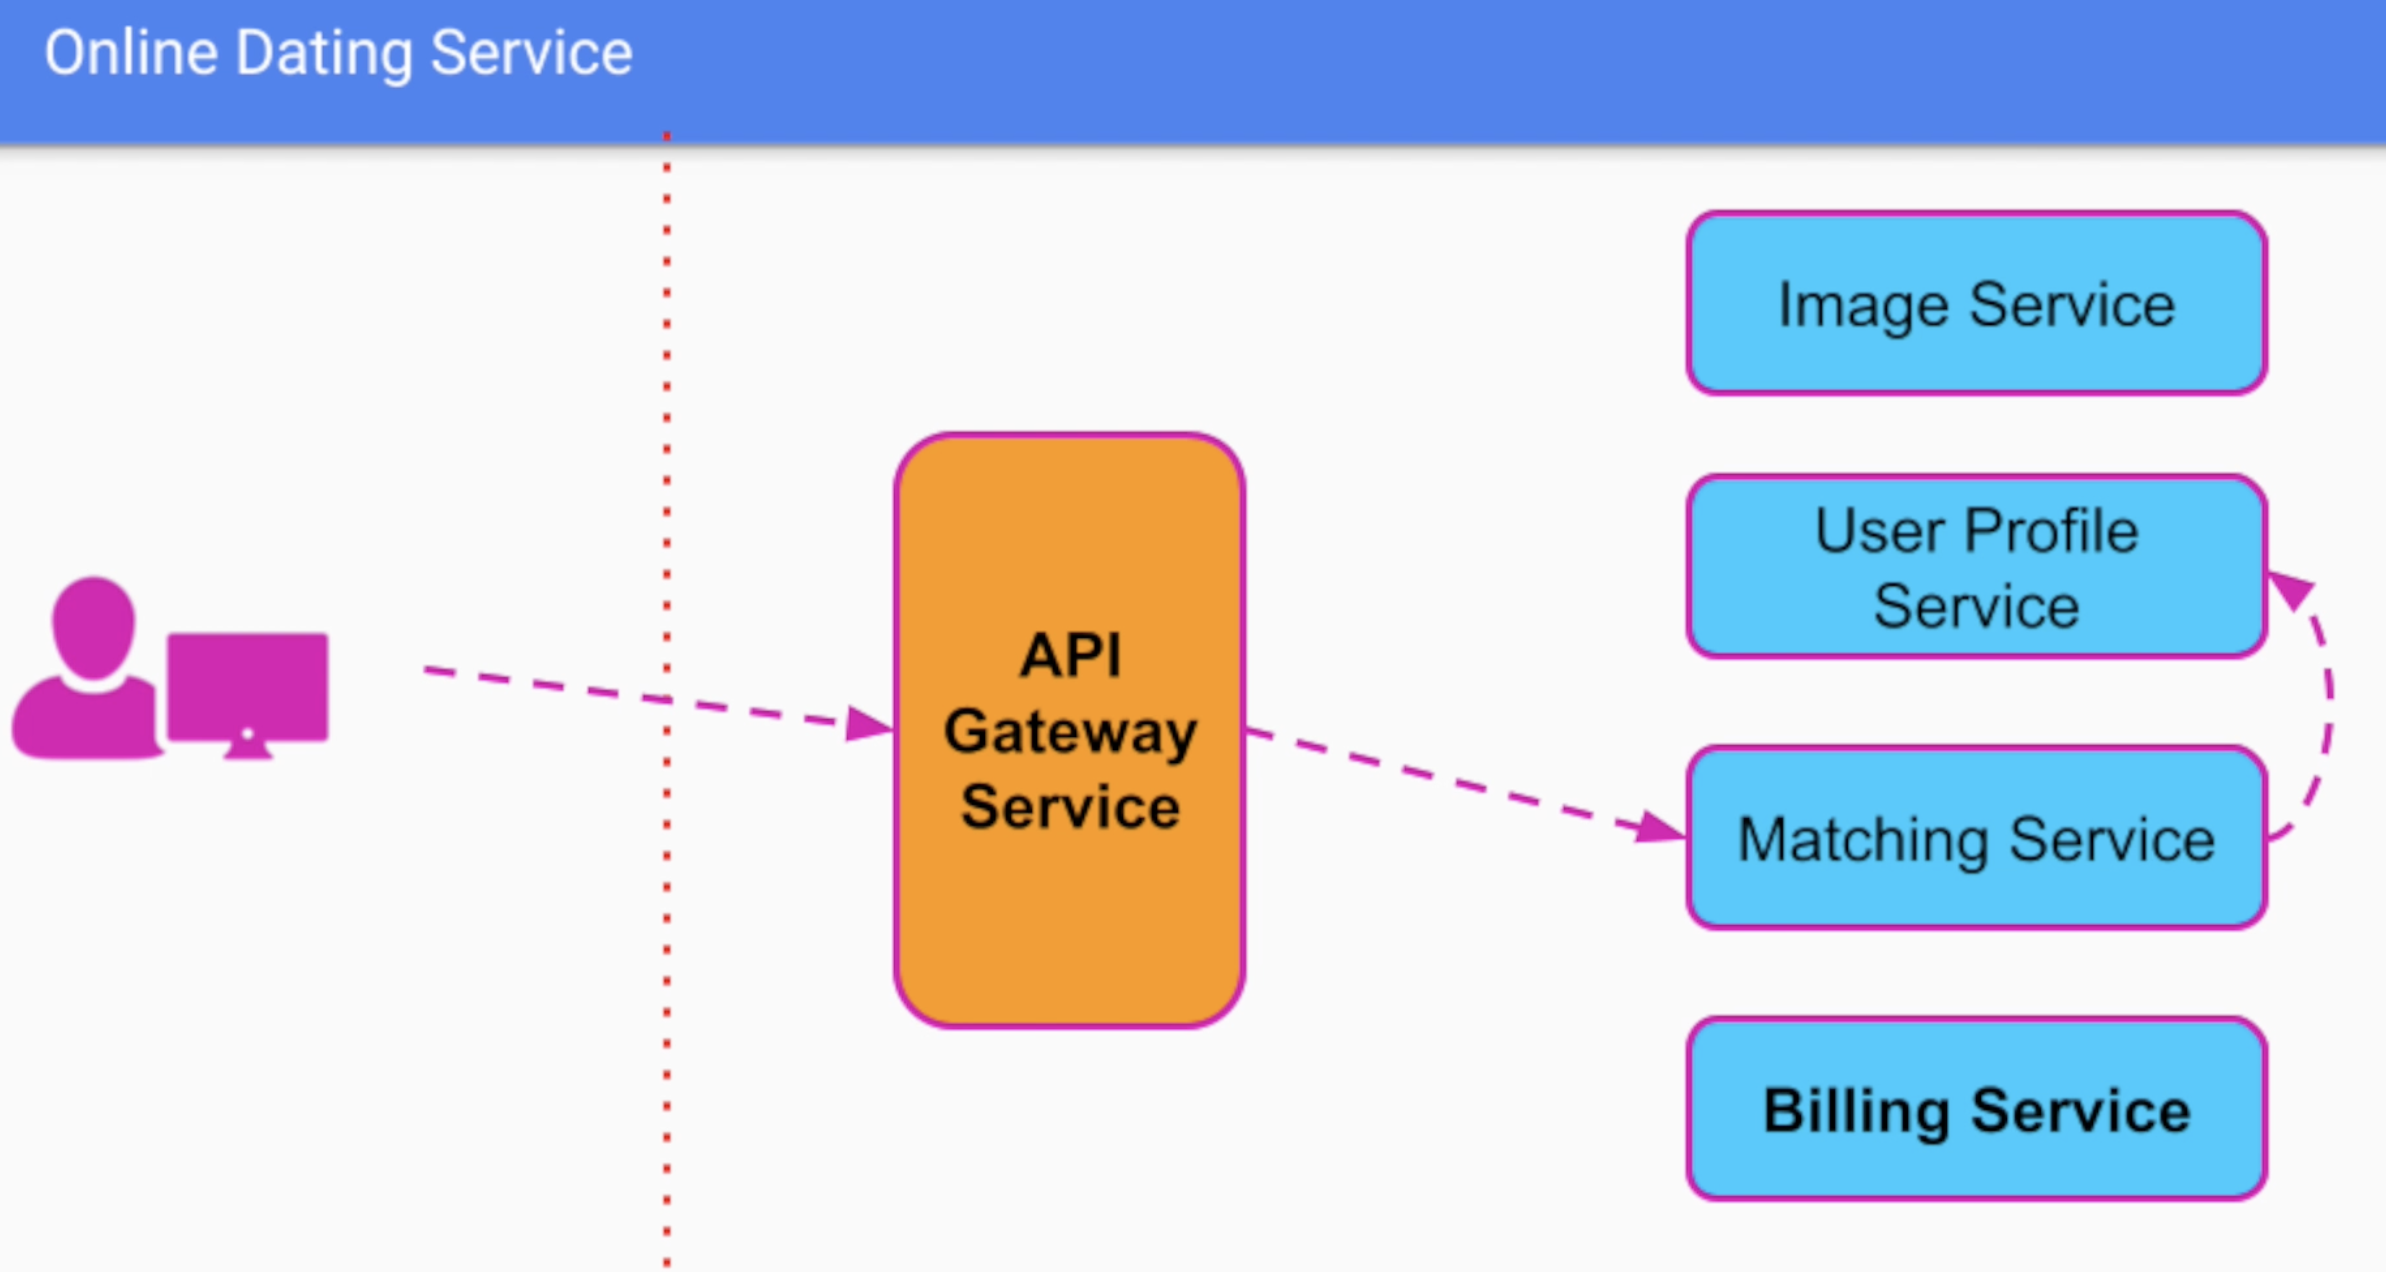 Online Dating Service
Image Service
User Profile
Service
API
Gateway
Service
Matching Service
Billing Service